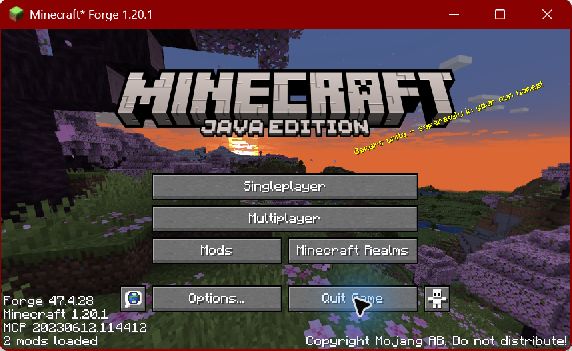 Minecraft* Forge 1.20.1
MINECRAFT
JAVA EDITION
Singleplayer
Multiplayer
Mods
Minecraft Realms
Options...
Quit Game
Forge 47.4.28
Minecraft 1.20.1
MCP 20230612.114412
2 mods loaded
Copyright Mojang AB. Do not distribute!